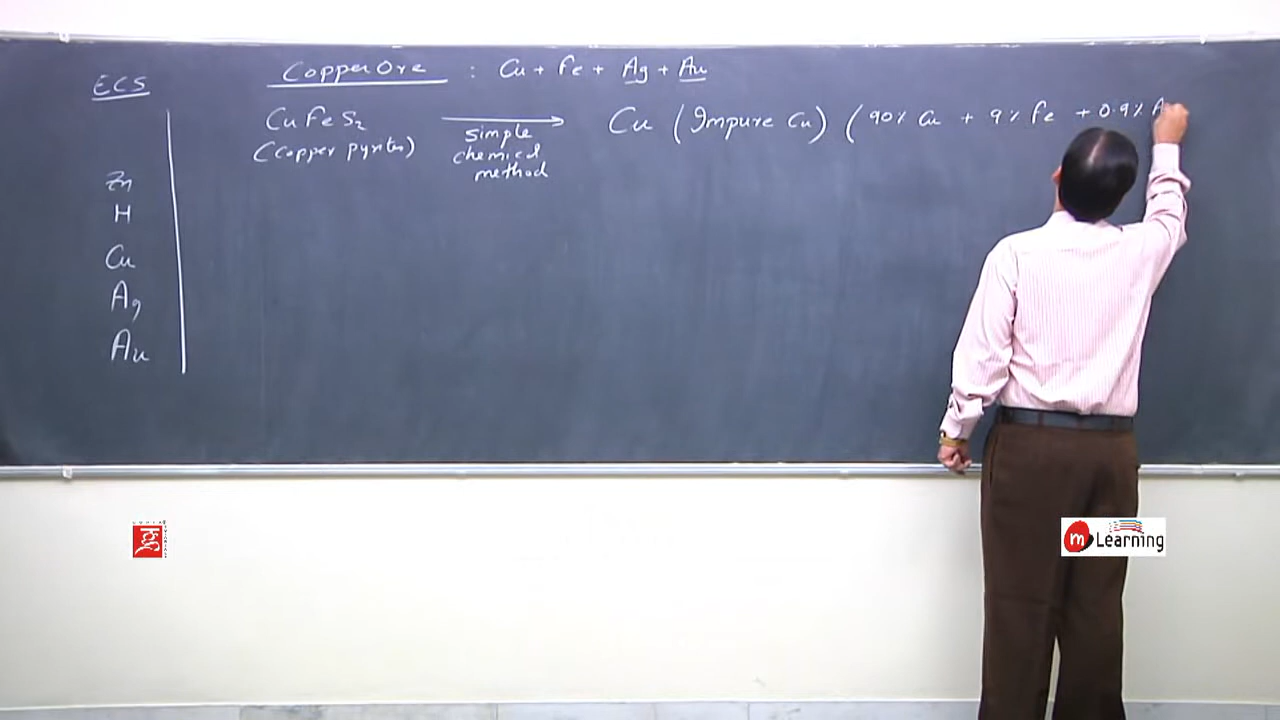 ECS
Zn
H
Cu
Ag
Au
Copper Ore : Cu + Fe + Ag + Au
CuFeS2
(Copper pyrites)
simple
chemical
method
Cu (Impure Cu) (90% Cu + 9% Fe + 0.9% A
m Learning